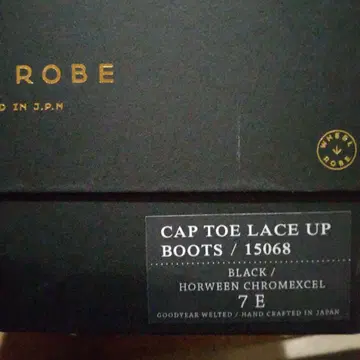 ROBE
D IN J.P.N
WHEEL
ROBE
CAP TOE LACE UP
BOOTS / 15068
BLACK /
HORWEEN CHROMEXCEL
7 E
GOODYEAR WELTED / HAND CRAFTED IN JAPAN